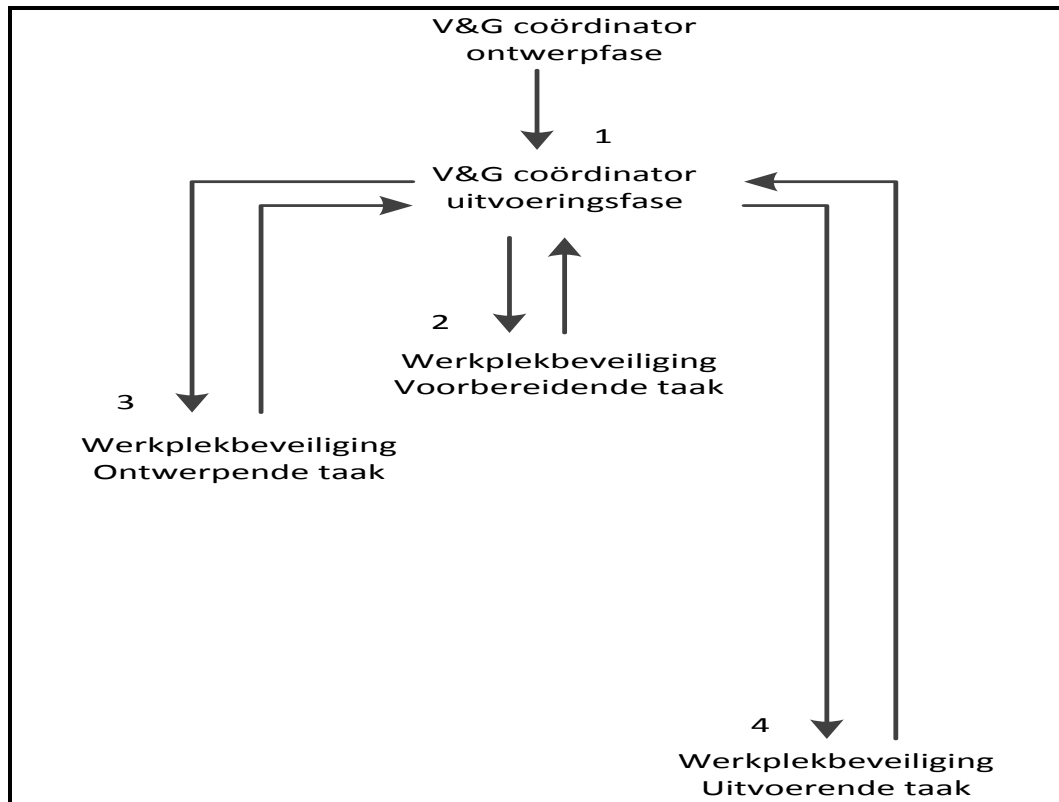 V&G coördinator
ontwerpfase
1
V&G coördinator
uitvoeringsfase
2
Werkplekbeveiliging
Voorbereidende taak
3
Werkplekbeveiliging
Ontwerpende taak
4
Werkplekbeveiliging
Uitvoerende taak